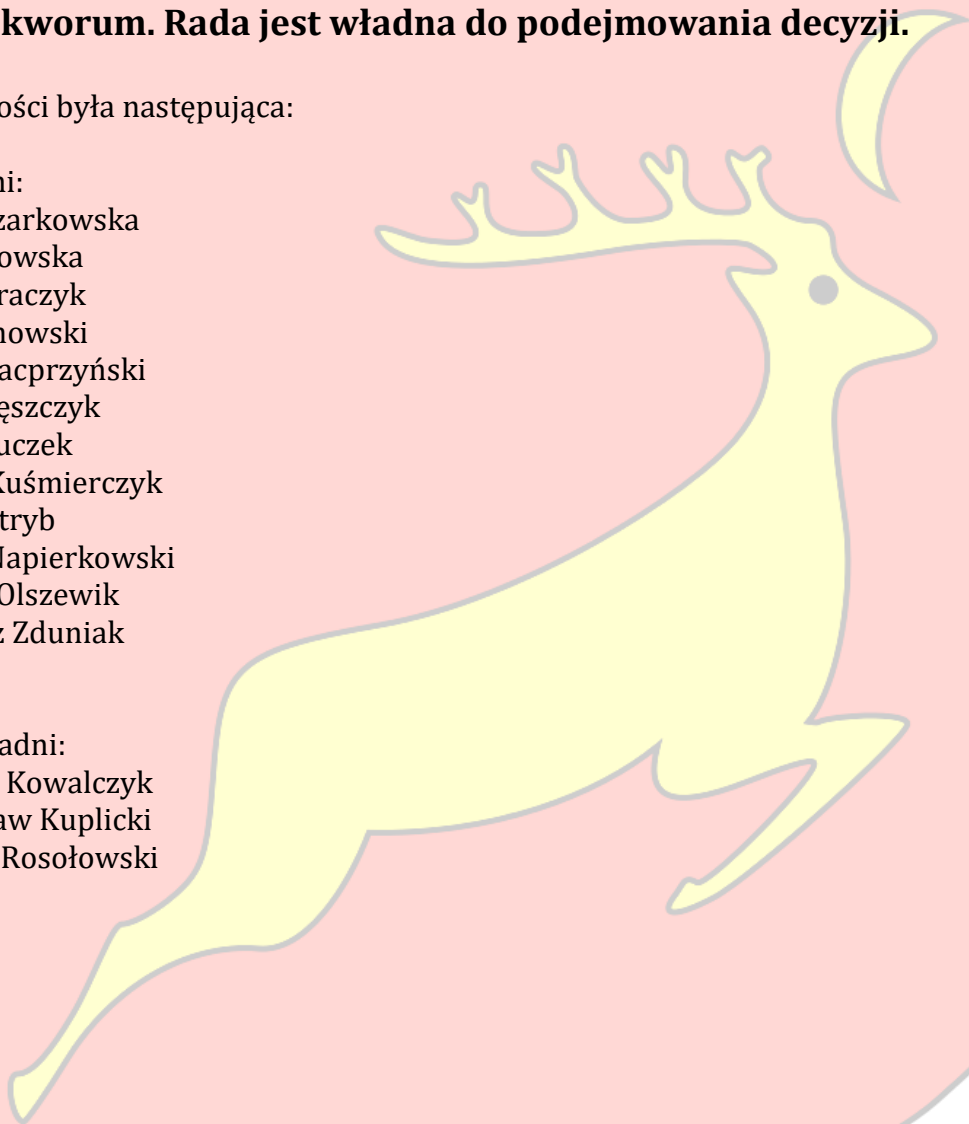 kworum. Rada jest władna do podejmowania decyzji.
ości była następująca:
ni:
zarkowska
owska
raczyk
nowski
acprzyński
ęszczyk
uczek
Kuśmierczyk
tryb
Napierkowski
Olszewik
z Zduniak
adni:
Kowalczyk
aw Kuplicki
Rosołowski